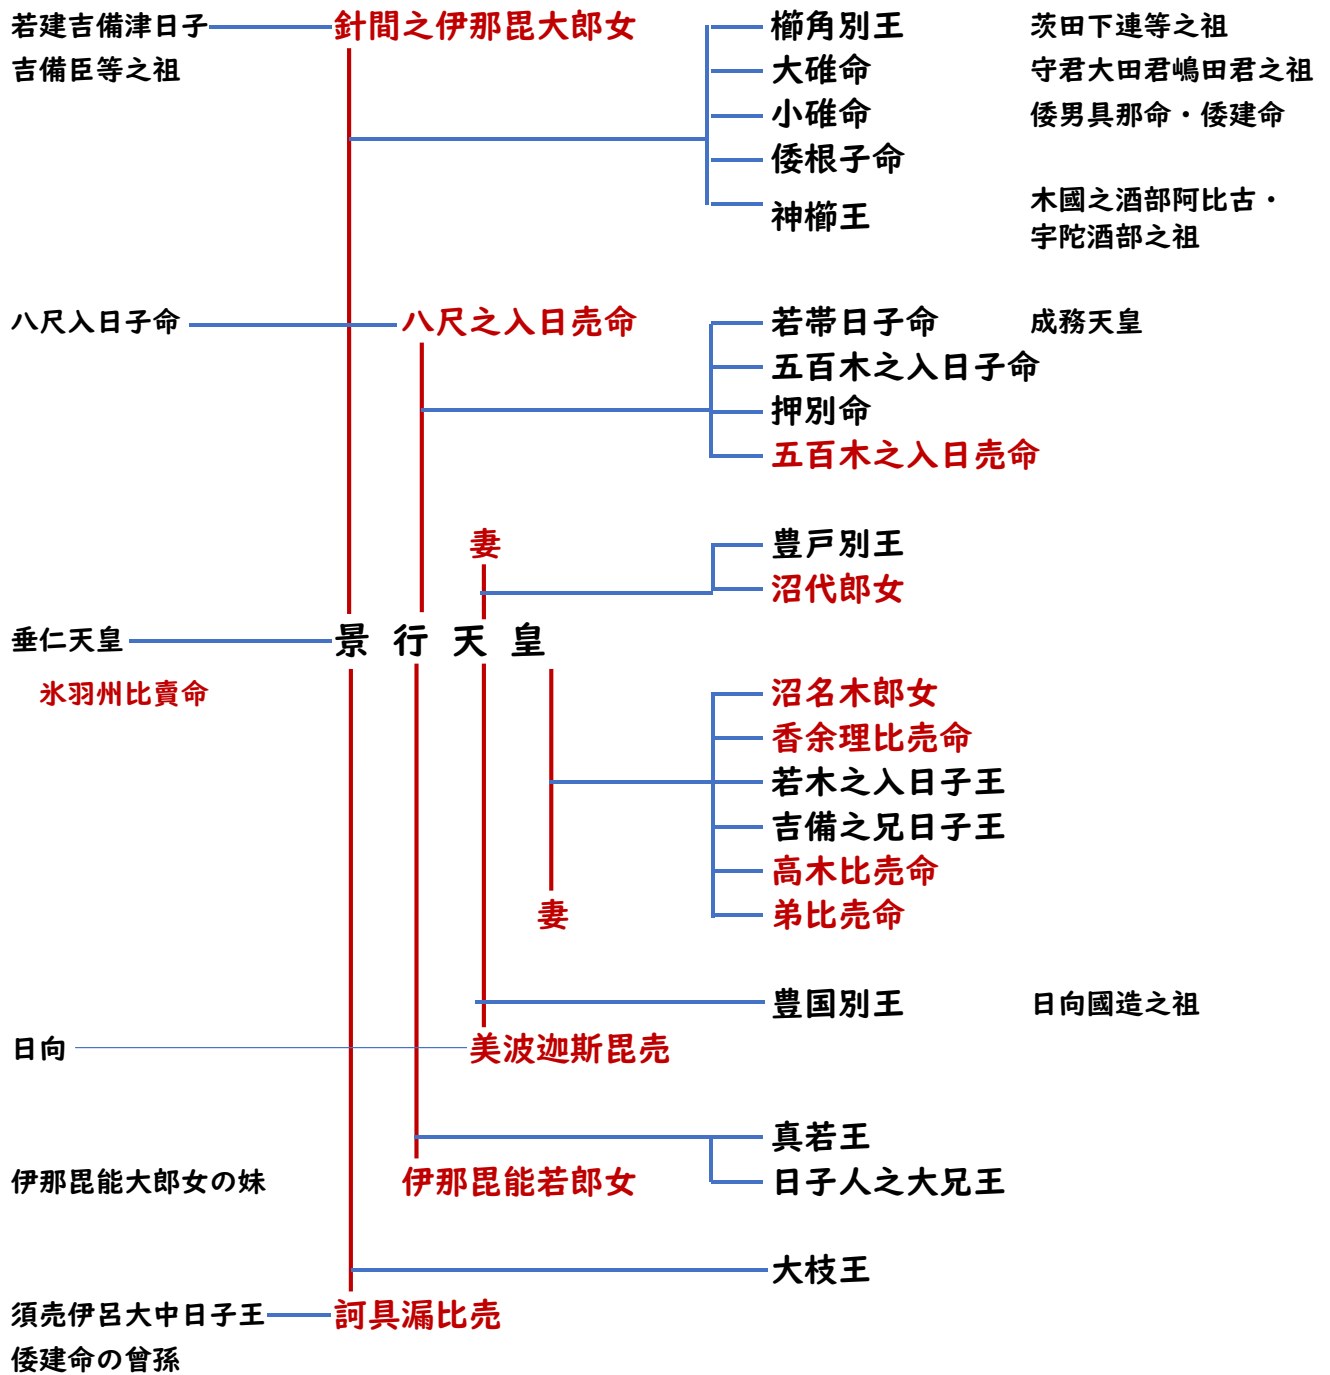 若建吉備津日子 針間之伊那毘大郎女 櫛角別王 茨田下連等之祖
吉備臣等之祖 大碓命 守君大田君嶋田君之祖
小碓命 倭男具那命・倭建命
倭根子命
神櫛王 木國之酒部阿比古・
宇陀酒部之祖
八尺入日子命 八尺之入日売命 若帯日子命 成務天皇
五百木之入日子命
押別命
五百木之入日売命
妻 豊戸別王
沼代郎女
垂仁天皇 景行天皇
氷羽州比賣命 沼名木郎女
香余理比売命
若木之入日子王
吉備之兄日子王
高木比売命
妻 弟比売命
豊国別王 日向國造之祖
日向 美波迦斯毘売
真若王
伊那毘能大郎女の妹 伊那毘能若郎女 日子人之大兄王
大枝王
須売伊呂大中日子王 訶具漏比売
倭建命の曾孫